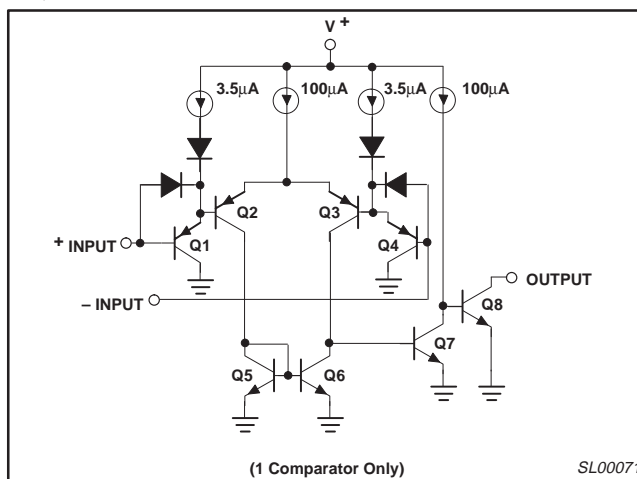 V+
3.5μA 100μA 3.5μA 100μA
Q2 Q3
+ INPUT Q1 Q4
OUTPUT
– INPUT Q8
Q7
Q5 Q6
(1 Comparator Only) SL00071